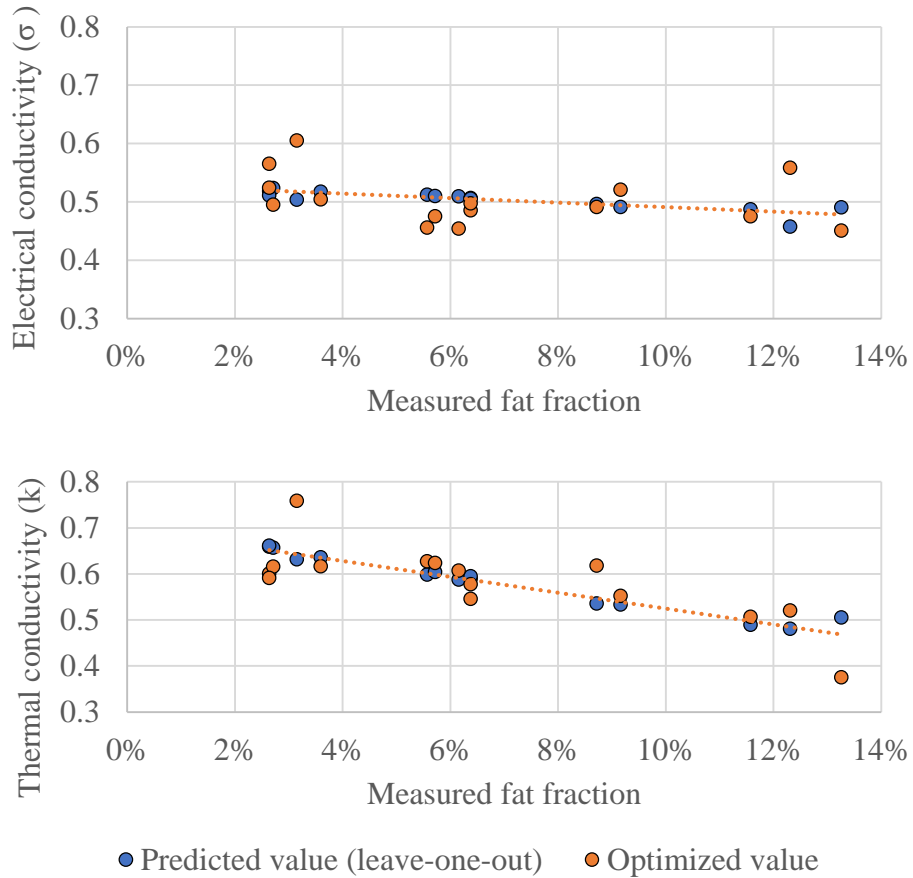 Electrical conductivity (σ )
0.8
0.7
0.6
0.5
0.4
0.3
0% 2% 4% 6% 8% 10% 12% 14%
Measured fat fraction
Thermal conductivity (k)
0.8
0.7
0.6
0.5
0.4
0.3
0% 2% 4% 6% 8% 10% 12% 14%
Measured fat fraction
Predicted value (leave-one-out) Optimized value